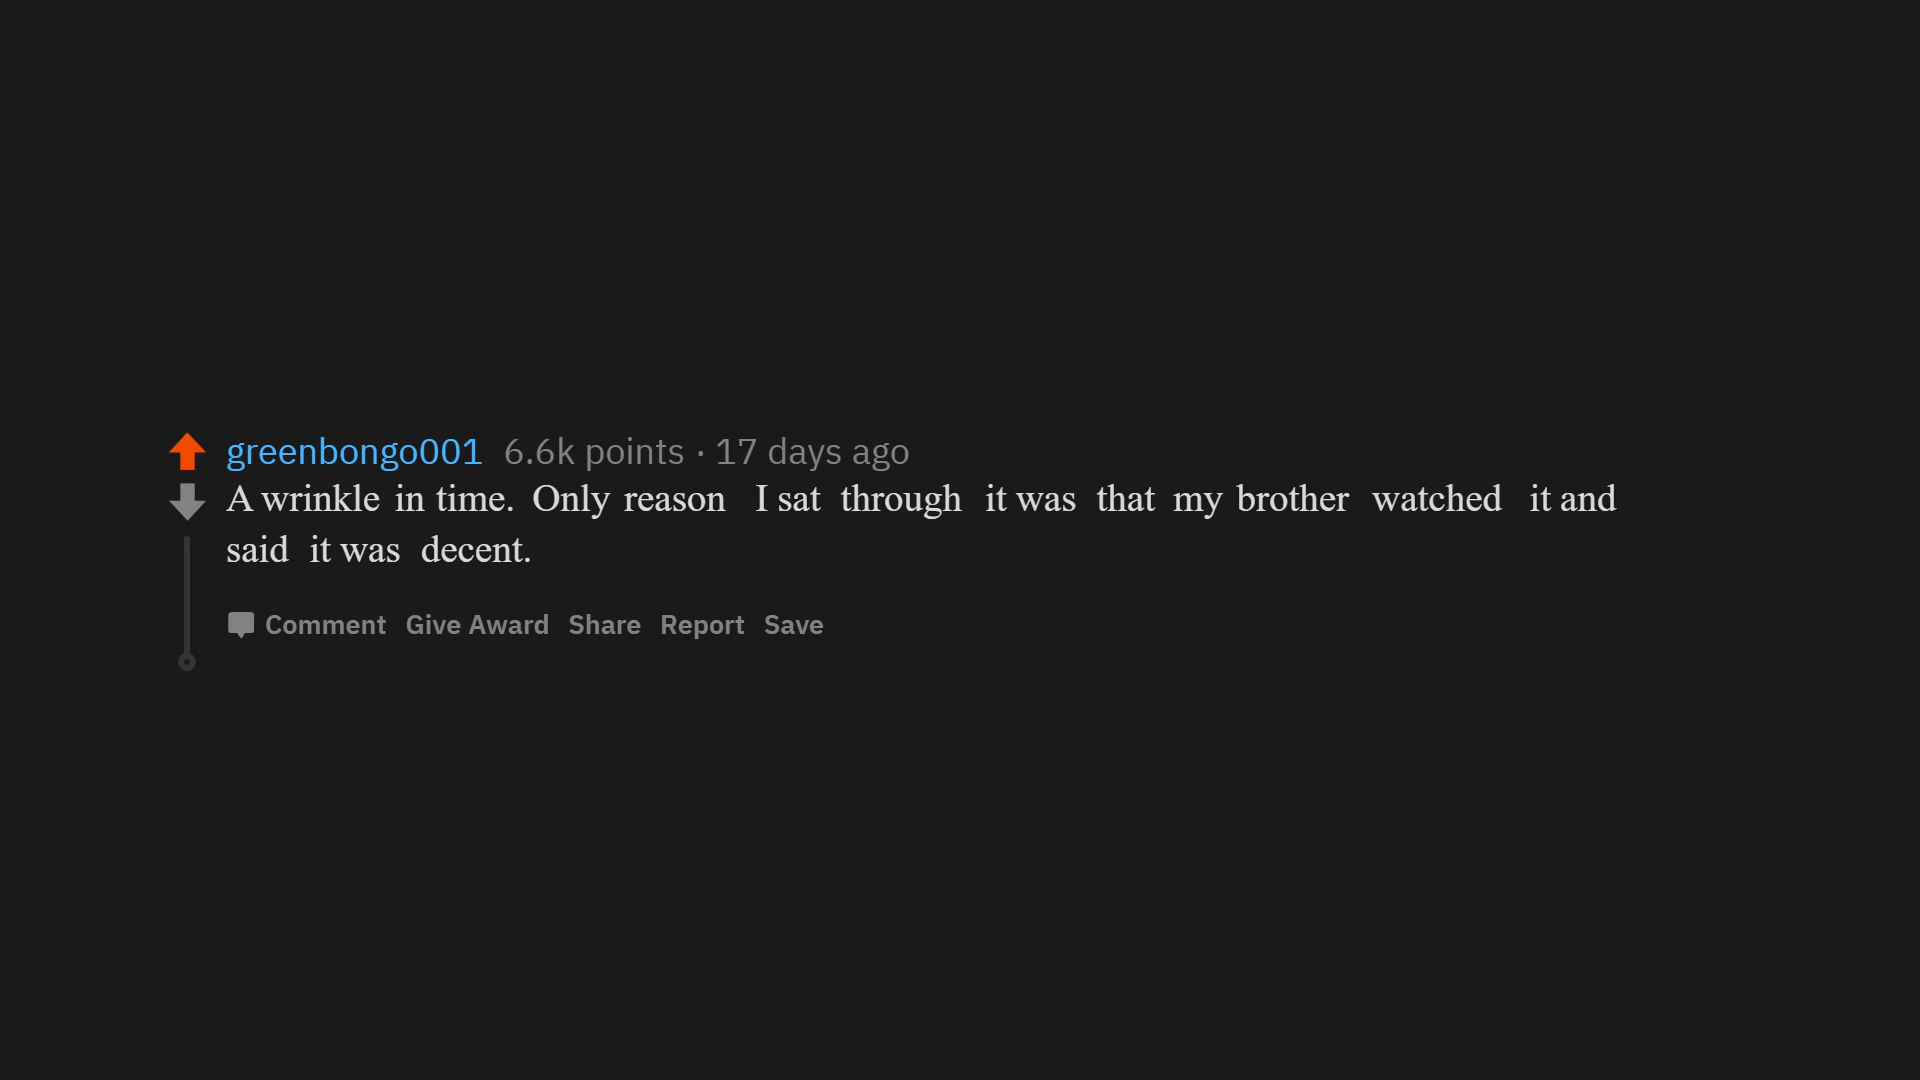 greenbongo001 6.6k points · 17 days ago
A wrinkle in time. Only reason I sat through it was that my brother watched it and
said it was decent.
Comment Give Award Share Report Save